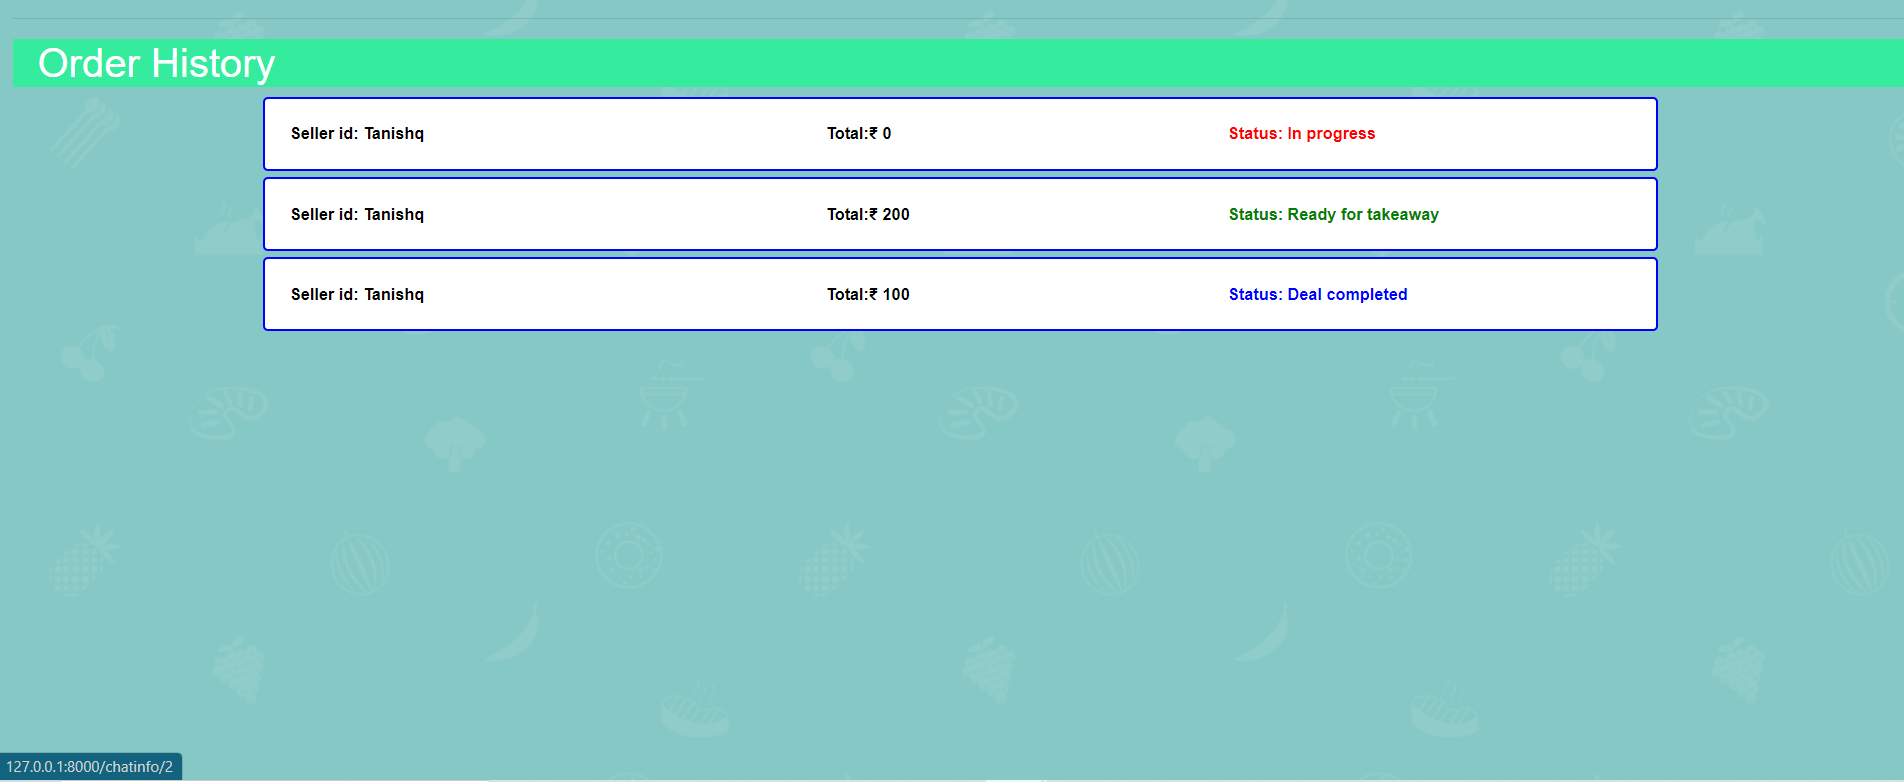 Order History
Seller id: Tanishq Total:₹ 0 Status: In progress
Seller id: Tanishq Total:₹ 200 Status: Ready for takeaway
Seller id: Tanishq Total:₹ 100 Status: Deal completed
127.0.0.1:8000/chatinfo/2